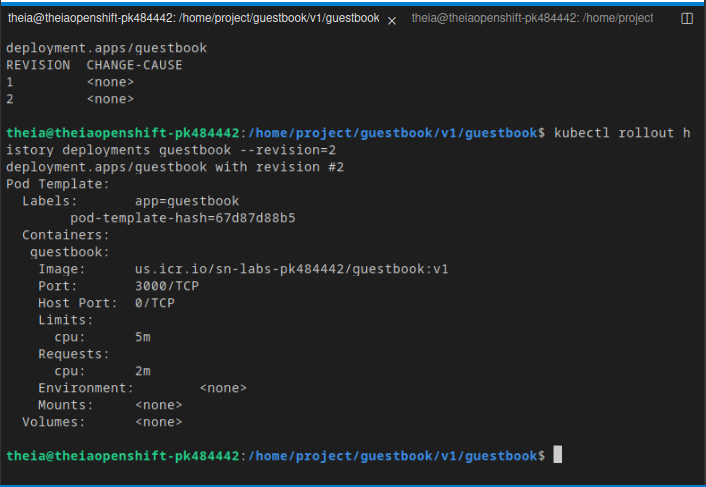 theia@theiaopenshift-pk484442: /home/project/guestbook/v1/guestbook × theia@theiaopenshift-pk484442: /home/project
deployment.apps/guestbook
REVISION  CHANGE-CAUSE
1         <none>
2         <none>
theia@theiaopenshift-pk484442:/home/project/guestbook/v1/guestbook$ kubectl rollout h
istory deployments guestbook --revision=2
deployment.apps/guestbook with revision #2
Pod Template:
  Labels:       app=guestbook
        pod-template-hash=67d87d88b5
  Containers:
   guestbook:
    Image:      us.icr.io/sn-labs-pk484442/guestbook:v1
    Port:       3000/TCP
    Host Port:  0/TCP
    Limits:
      cpu:      5m
    Requests:
      cpu:      2m
    Environment:        <none>
    Mounts:     <none>
  Volumes:      <none>
theia@theiaopenshift-pk484442:/home/project/guestbook/v1/guestbook$